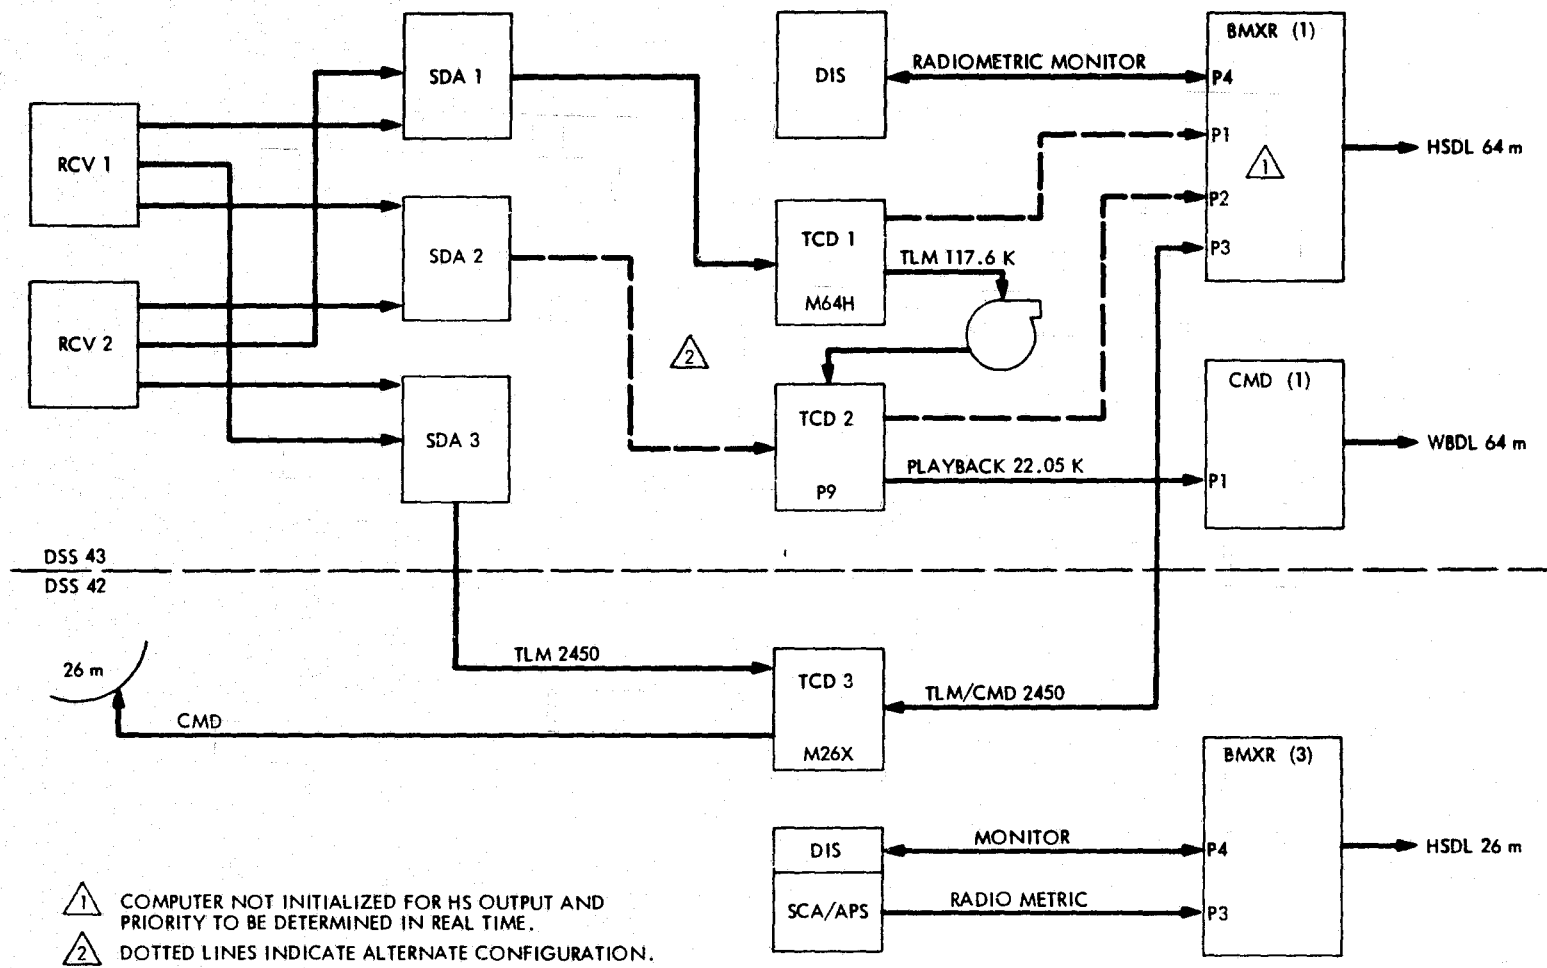 RCV 1
RCV 2
SDA 1
SDA 2
SDA 3
DIS
RADIOMETRIC MONITOR
BMXR (1)
P4
P1
1
P2
P3
HSDL 64 m
TCD 1
M64H
TLM 117.6 K
2
TCD 2
P9
PLAYBACK 22.05 K
CMD (1)
P1
WBDL 64 m
DSS 43
DSS 42
26 m
TLM 2450
CMD
TCD 3
M26X
TLM/CMD 2450
BMXR (3)
P4
P3
HSDL 26 m
DIS
MONITOR
SCA/APS
RADIO METRIC
1 COMPUTER NOT INITIALIZED FOR HS OUTPUT AND
PRIORITY TO BE DETERMINED IN REAL TIME.
2 DOTTED LINES INDICATE ALTERNATE CONFIGURATION.